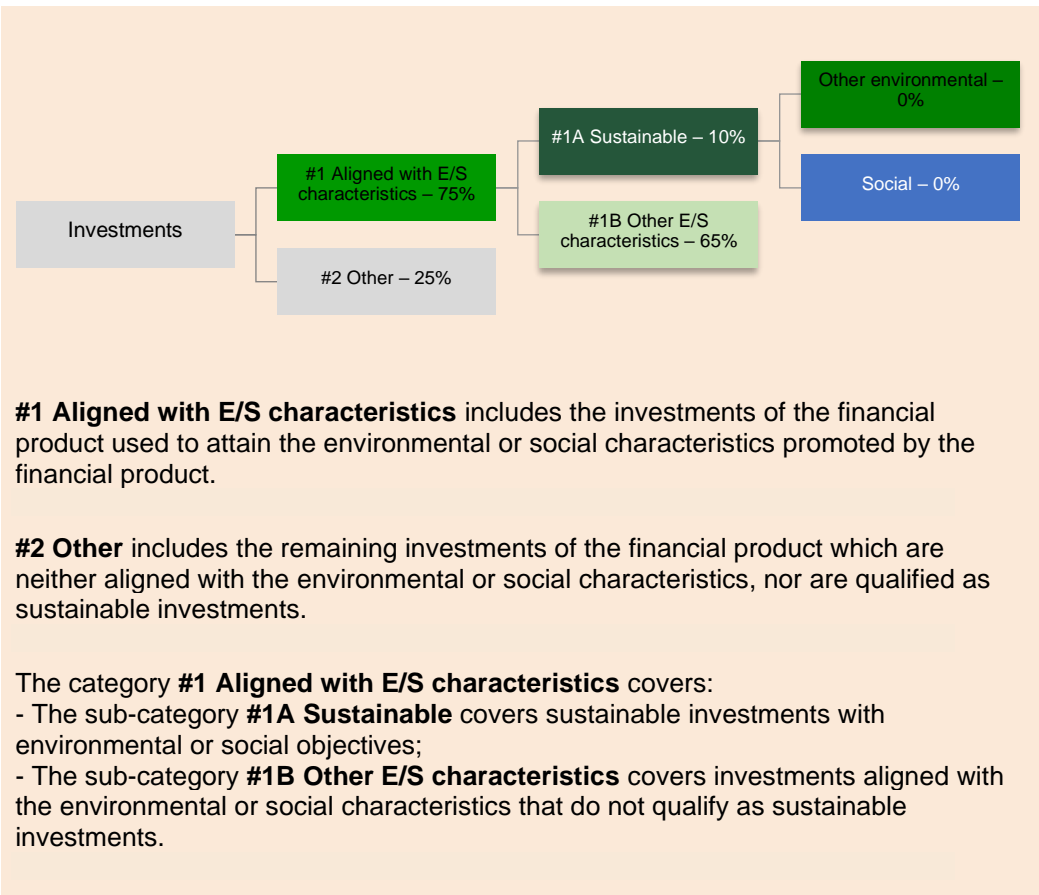 Other environmental –
0%
#1A Sustainable – 10%
#1 Aligned with E/S
characteristics – 75%
Social – 0%
Investments
#1B Other E/S
characteristics – 65%
#2 Other – 25%
#1 Aligned with E/S characteristics includes the investments of the financial
product used to attain the environmental or social characteristics promoted by the
financial product.
#2 Other includes the remaining investments of the financial product which are
neither aligned with the environmental or social characteristics, nor are qualified as
sustainable investments.
The category #1 Aligned with E/S characteristics covers:
- The sub-category #1A Sustainable covers sustainable investments with
environmental or social objectives;
- The sub-category #1B Other E/S characteristics covers investments aligned with
the environmental or social characteristics that do not qualify as sustainable
investments.